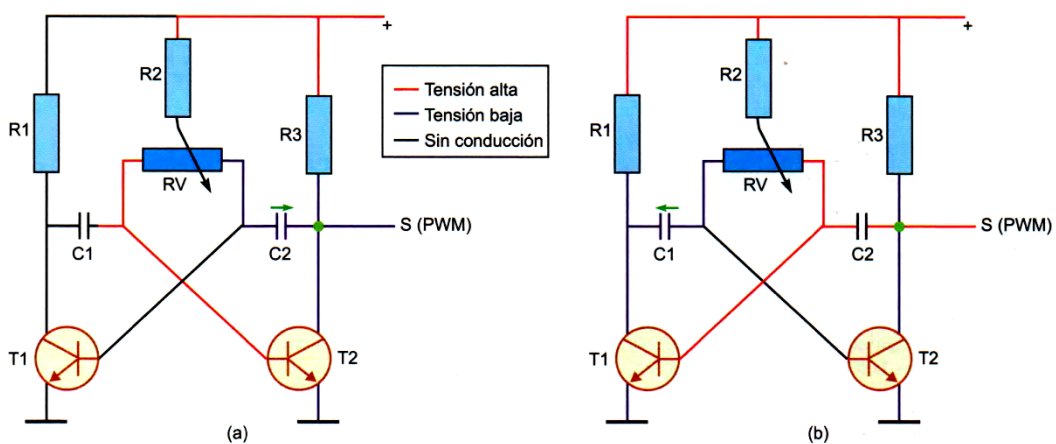 +
R2
R1
R3
RV
C1
C2
S (PWM)
T1
T2
(a)
Tensión alta
Tensión baja
Sin conducción
+
R2
R1
R3
RV
C1
C2
S (PWM)
T1
T2
(b)